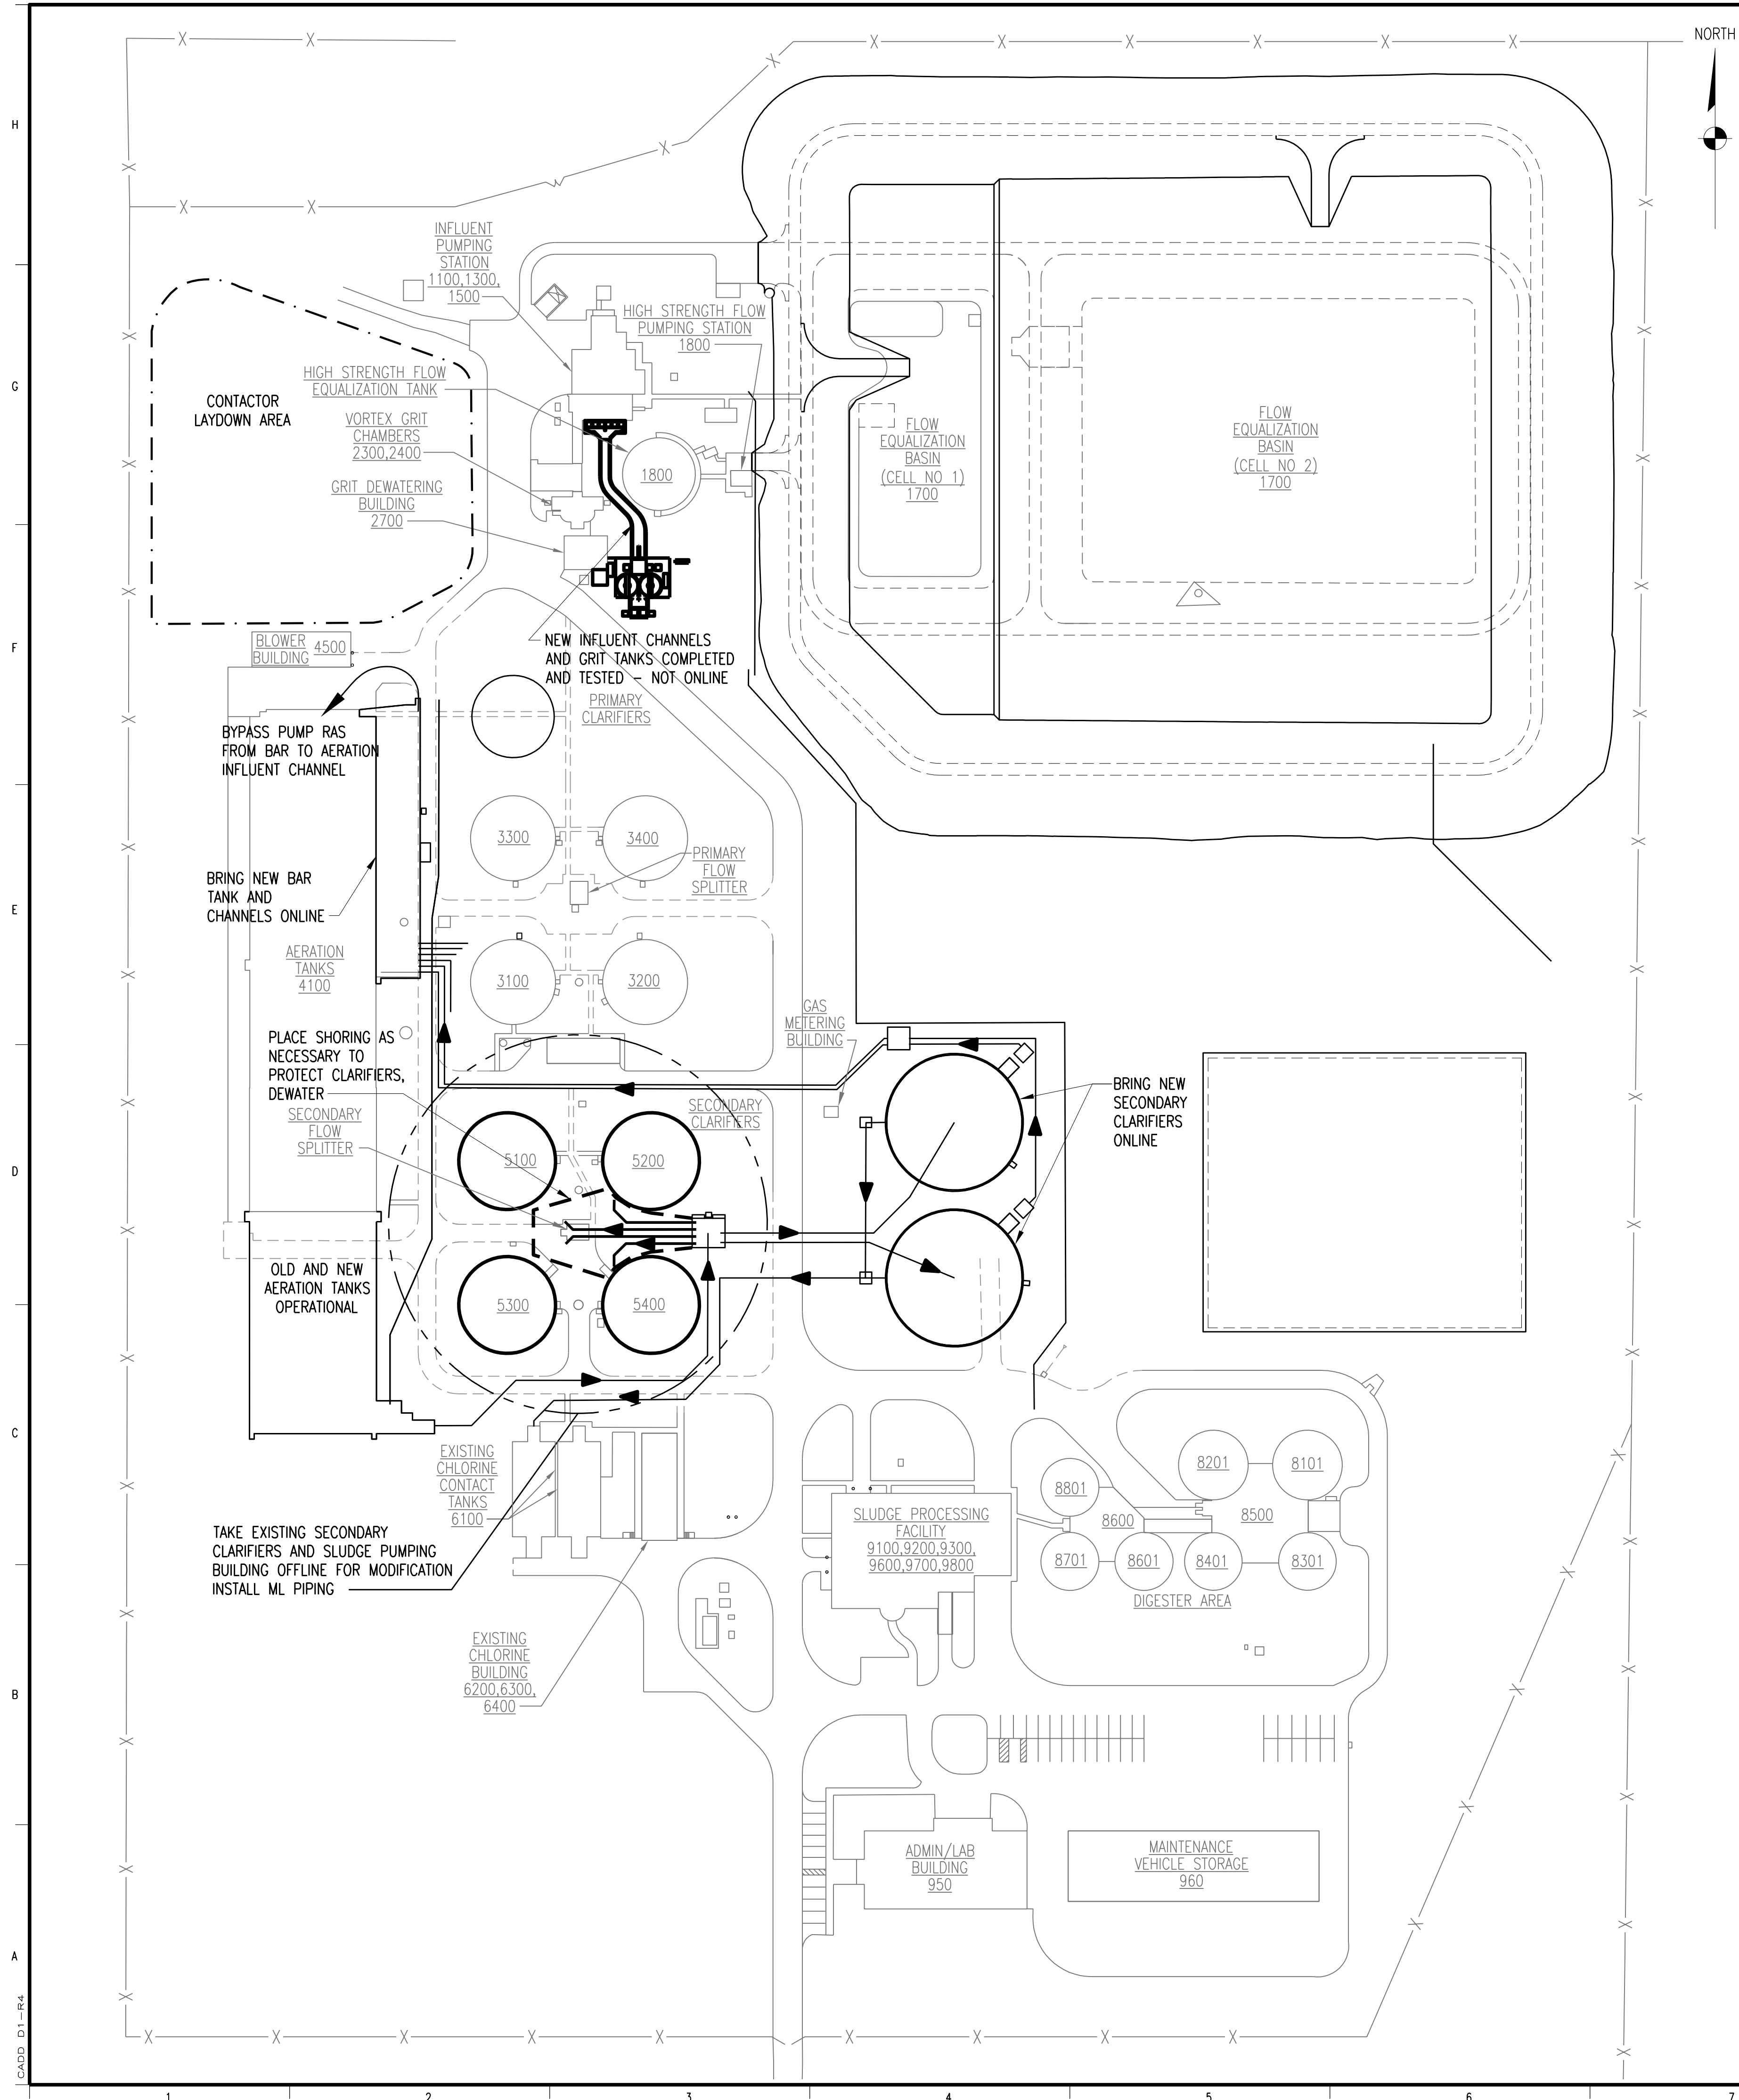 NORTH
H
INFLUENT
PUMPING
STATION
1100,1300,
1500
HIGH STRENGTH FLOW
PUMPING STATION
1800
HIGH STRENGTH FLOW
EQUALIZATION TANK
G
CONTACTOR
LAYDOWN AREA
VORTEX GRIT
CHAMBERS
2300,2400
1800
GRIT DEWATERING
BUILDING
2700
FLOW
EQUALIZATION
BASIN
(CELL NO 1)
1700
FLOW
EQUALIZATION
BASIN
(CELL NO 2)
1700
F
BLOWER
BUILDING
4500
NEW INFLUENT CHANNELS
AND GRIT TANKS COMPLETED
AND TESTED – NOT ONLINE
PRIMARY
CLARIFIERS
BYPASS PUMP RAS
FROM BAR TO AERATION
INFLUENT CHANNEL
3300
3400
PRIMARY
FLOW
SPLITTER
BRING NEW BAR
TANK AND
CHANNELS ONLINE
E
AERATION
TANKS
4100
3100
3200
GAS
METERING
BUILDING
PLACE SHORING AS
NECESSARY TO
PROTECT CLARIFIERS,
DEWATER
SECONDARY
FLOW
SPLITTER
SECONDARY
CLARIFIERS
BRING NEW
SECONDARY
CLARIFIERS
ONLINE
D
5100
5200
OLD AND NEW
AERATION TANKS
OPERATIONAL
5300
5400
C
EXISTING
CHLORINE
CONTACT
TANKS
6100
8201
8101
8801
8600
8500
SLUDGE PROCESSING
FACILITY
9100,9200,9300,
9600,9700,9800
8701
8601
8401
8301
DIGESTER AREA
TAKE EXISTING SECONDARY
CLARIFIERS AND SLUDGE PUMPING
BUILDING OFFLINE FOR MODIFICATION
INSTALL ML PIPING
B
EXISTING
CHLORINE
BUILDING
6200,6300,
6400
ADMIN/LAB
BUILDING
950
MAINTENANCE
VEHICLE STORAGE
960
A
CADD D1–R4
1
2
3
4
5
6
7